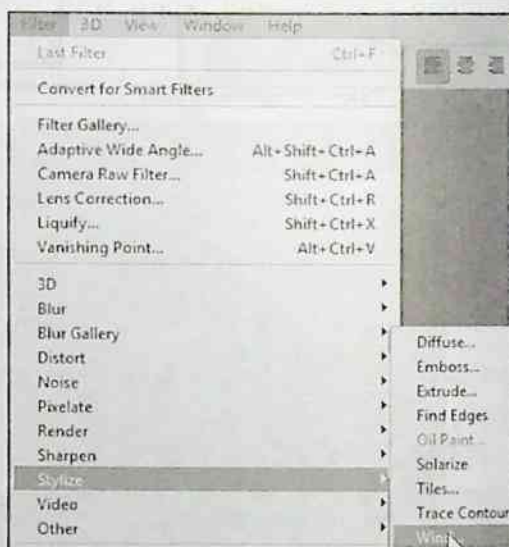 Filter 3D View Window Help
Last Filter Ctrl+F
Convert for Smart Filters
Filter Gallery...
Adaptive Wide Angle... Alt+Shift+Ctrl+A
Camera Raw Filter... Shift+Ctrl+A
Lens Correction... Shift+Ctrl+R
Liquify... Shift+Ctrl+X
Vanishing Point... Alt+Ctrl+V
3D
Blur
Blur Gallery
Distort
Noise
Pixelate
Render
Sharpen
Stylize
Video
Other
Diffuse...
Emboss...
Extrude...
Find Edges
Oil Paint...
Solarize
Tiles...
Trace Contour
Wind...